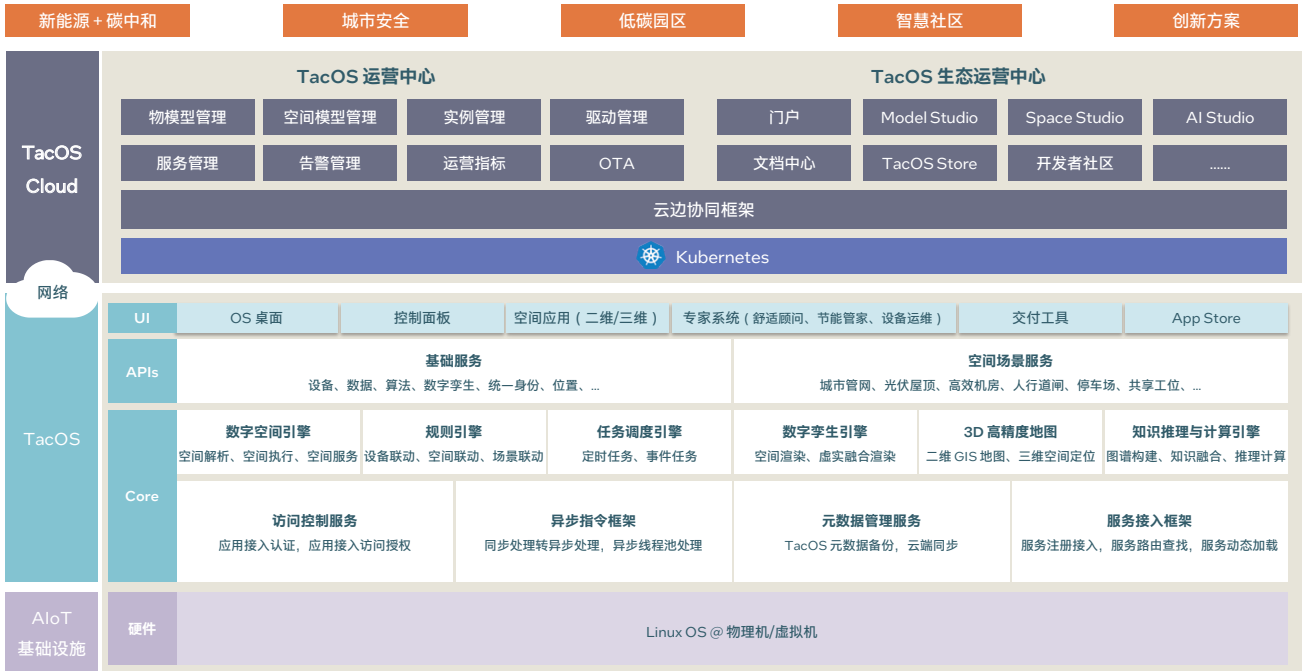 新能源 + 碳中和
城市安全
低碳园区
智慧社区
创新方案
TacOS
Cloud
TacOS 运营中心
物模型管理
空间模型管理
实例管理
驱动管理
服务管理
告警管理
运营指标
OTA
TacOS 生态运营中心
门户
Model Studio
Space Studio
AI Studio
文档中心
TacOS Store
开发者社区
......
云边协同框架
Kubernetes
网络
TacOS
UI
OS 桌面
控制面板
空间应用 ( 二维/三维 )
专家系统 ( 舒适顾问、节能管家、设备运维 )
交付工具
App Store
APIs
基础服务
设备、数据、算法、数字孪生、统一身份、位置、...
空间场景服务
城市管网、光伏屋顶、高效机房、人行道闸、停车场、共享工位、...
Core
数字空间引擎
空间解析、空间执行、空间服务
规则引擎
设备联动、空间联动、场景联动
任务调度引擎
定时任务、事件任务
数字孪生引擎
空间渲染、虚实融合渲染
3D 高精度地图
二维 GIS 地图、三维空间定位
知识推理与计算引擎
图谱构建、知识融合、推理计算
访问控制服务
应用接入认证，应用接入访问授权
异步指令框架
同步处理转异步处理，异步线程池处理
元数据管理服务
TacOS 元数据备份，云端同步
服务接入框架
服务注册接入，服务路由查找，服务动态加载
AIoT
基础设施
硬件
Linux OS @ 物理机/虚拟机